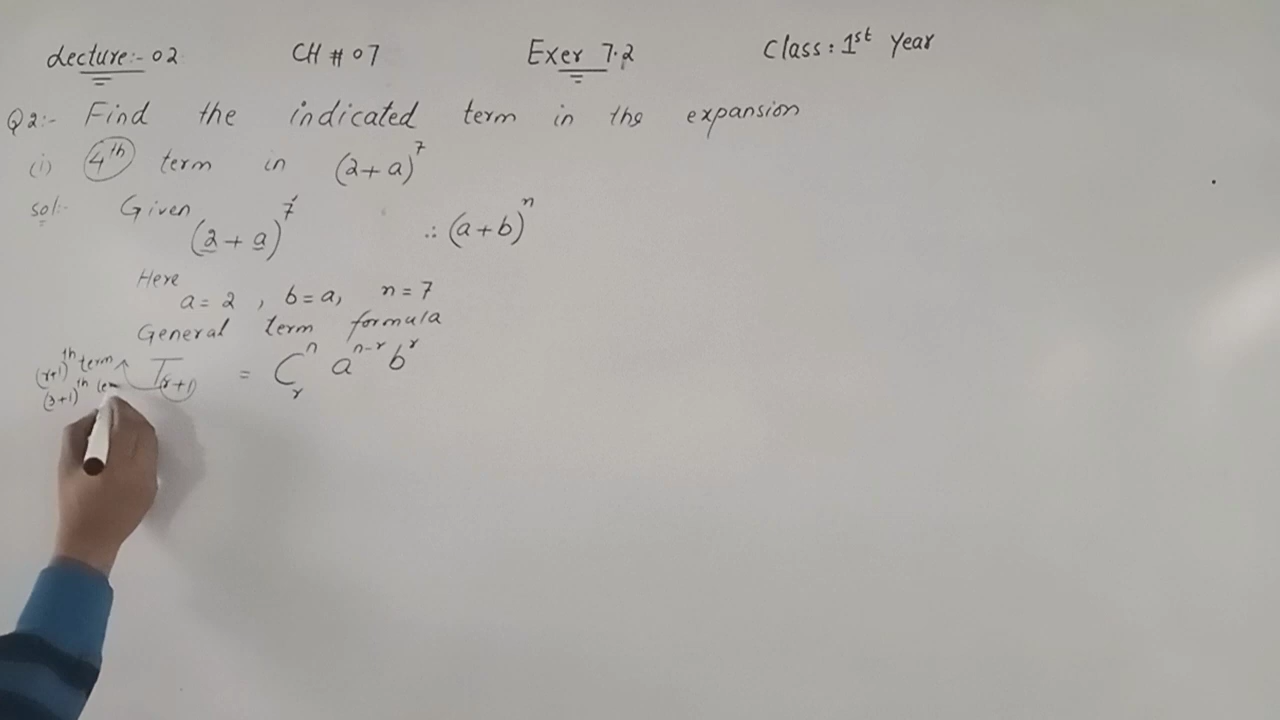 Lecture:- 02 CH # 07 Exer 7.2 Class: 1st Year
Q2:- Find the indicated term in the expansion
(i) 4th term in (2+a)^7
sol:- Given
(2 + a)^7 ∴ (a+b)^n
Here
a = 2 , b = a, n = 7
General term formula
(r+1)th term T(r+1) = C^n_r a^n-r b^r
(3+1)th